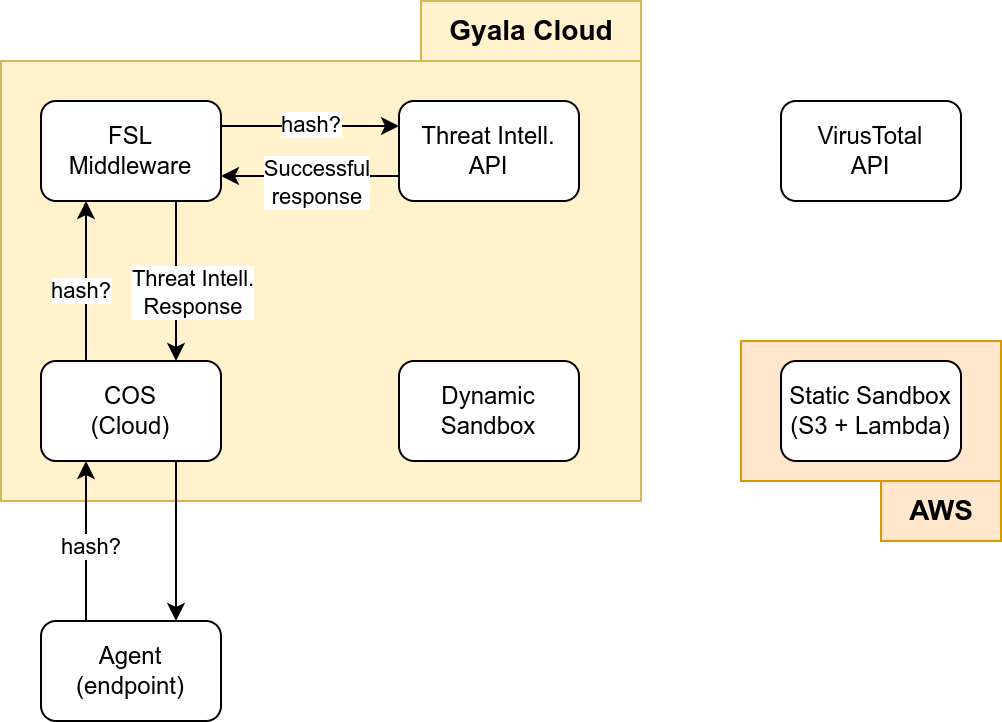 Gyala Cloud
FSL
Middleware
hash?
Successful
response
Threat Intell.
API
VirusTotal
API
hash?
Threat Intell.
Response
COS
(Cloud)
Dynamic
Sandbox
Static Sandbox
(S3 + Lambda)
AWS
hash?
Agent
(endpoint)